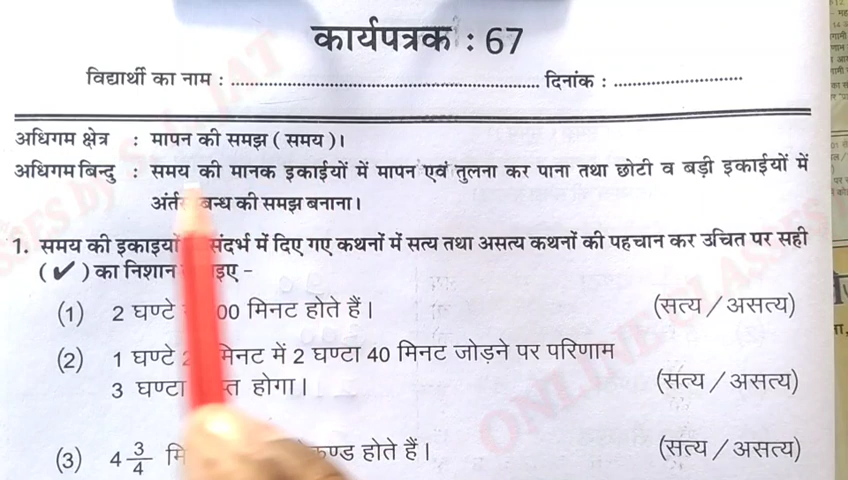 कार्यपत्रक : 67
विद्यार्थी का नाम : .................................................................. दिनांक : ............................
अधिगम क्षेत्र : मापन की समझ ( समय )।
अधिगम बिन्दु : समय की मानक इकाईयों में मापन एवं तुलना कर पाना तथा छोटी व बड़ी इकाईयों में
की समझ बनाना।
1. समय की इकाइयों संदर्भ में दिए गए कथनों में सत्य तथा असत्य कथनों की पहचान कर उचित पर सही
( ✔ ) का निशान –
(1) 2 घण्टे मिनट होते हैं। (सत्य / असत्य)
(2) 1 घण्टे मिनट में 2 घण्टा 40 मिनट जोड़ने पर परिणाम
3 घण्टा होगा। (सत्य / असत्य)
(3) 4 3/4 होते हैं। (सत्य / असत्य)
ONLINE CLASSES